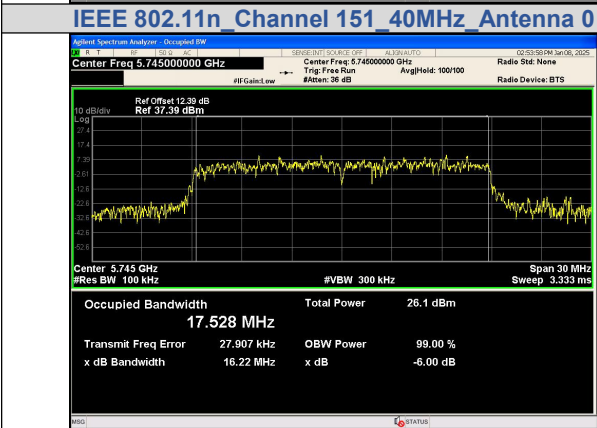 IEEE 802.11n_Channel 151_40MHz_Antenna 0
Agilent Spectrum Analyzer - Occupied BW
R T RF 50 Ω AC SENSE:INT SOURCE OFF ALIGN AUTO 02:53:58 PM Jan 08, 2025
Center Freq 5.745000000 GHz Center Freq: 5.745000000 GHz Radio Std: None
Trig: Free Run Avg|Hold: 100/100
#IFGain:Low #Atten: 36 dB Radio Device: BTS
Ref Offset 12.39 dB
10 dB/div Ref 37.39 dBm
Log
27.4
17.4
7.39
-2.61
-12.6
-22.6
-32.6
-42.6
-52.6
Center 5.745 GHz Span 30 MHz
#Res BW 100 kHz #VBW 300 kHz Sweep 3.333 ms
Occupied Bandwidth Total Power 26.1 dBm
17.528 MHz
Transmit Freq Error 27.907 kHz OBW Power 99.00 %
x dB Bandwidth 16.22 MHz x dB -6.00 dB
MSG STATUS